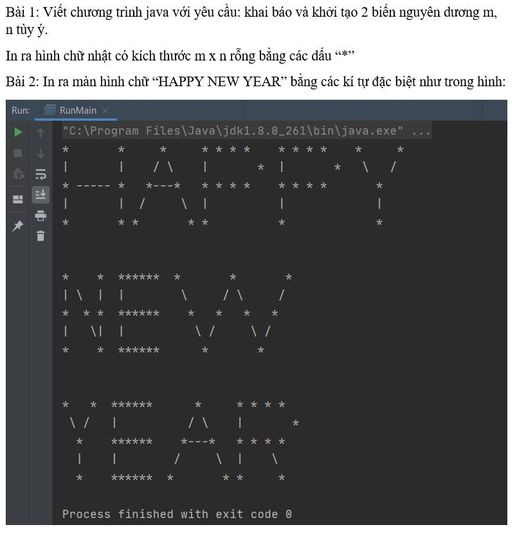 Bài 1: Viết chương trình java với yêu cầu: khai báo và khởi tạo 2 biến nguyên dương m,
n tùy ý.
In ra hình chữ nhật có kích thước m x n rỗng bằng các dấu “*”
Bài 2: In ra màn hình chữ “HAPPY NEW YEAR” bằng các kí tự đặc biệt như trong hình:
Run: RunMain ×
"C:\Program Files\Java\jdk1.8.0_261\bin\java.exe" ...
*       *     *     * * * *    * * * *    *     *
|       |    / \    |       *  |       *   \   /
* ----- *   *---*   * * * *    * * * *       *
|       |  /     \  |          |             |
*       * *       * *          *             *
*    *  ******  *       *       *
| \  |  |        \     / \     /
*  * *  ******    *   *   *   *
|   \|  |          \ /     \ /
*    *  ******      *       *
*   *  ******      *     * * * *
 \ /   |          / \    |       *
  *    ******    *---*   * * * *
  |    |        /     \  |    \
  *    ******  *       * *     *
Process finished with exit code 0